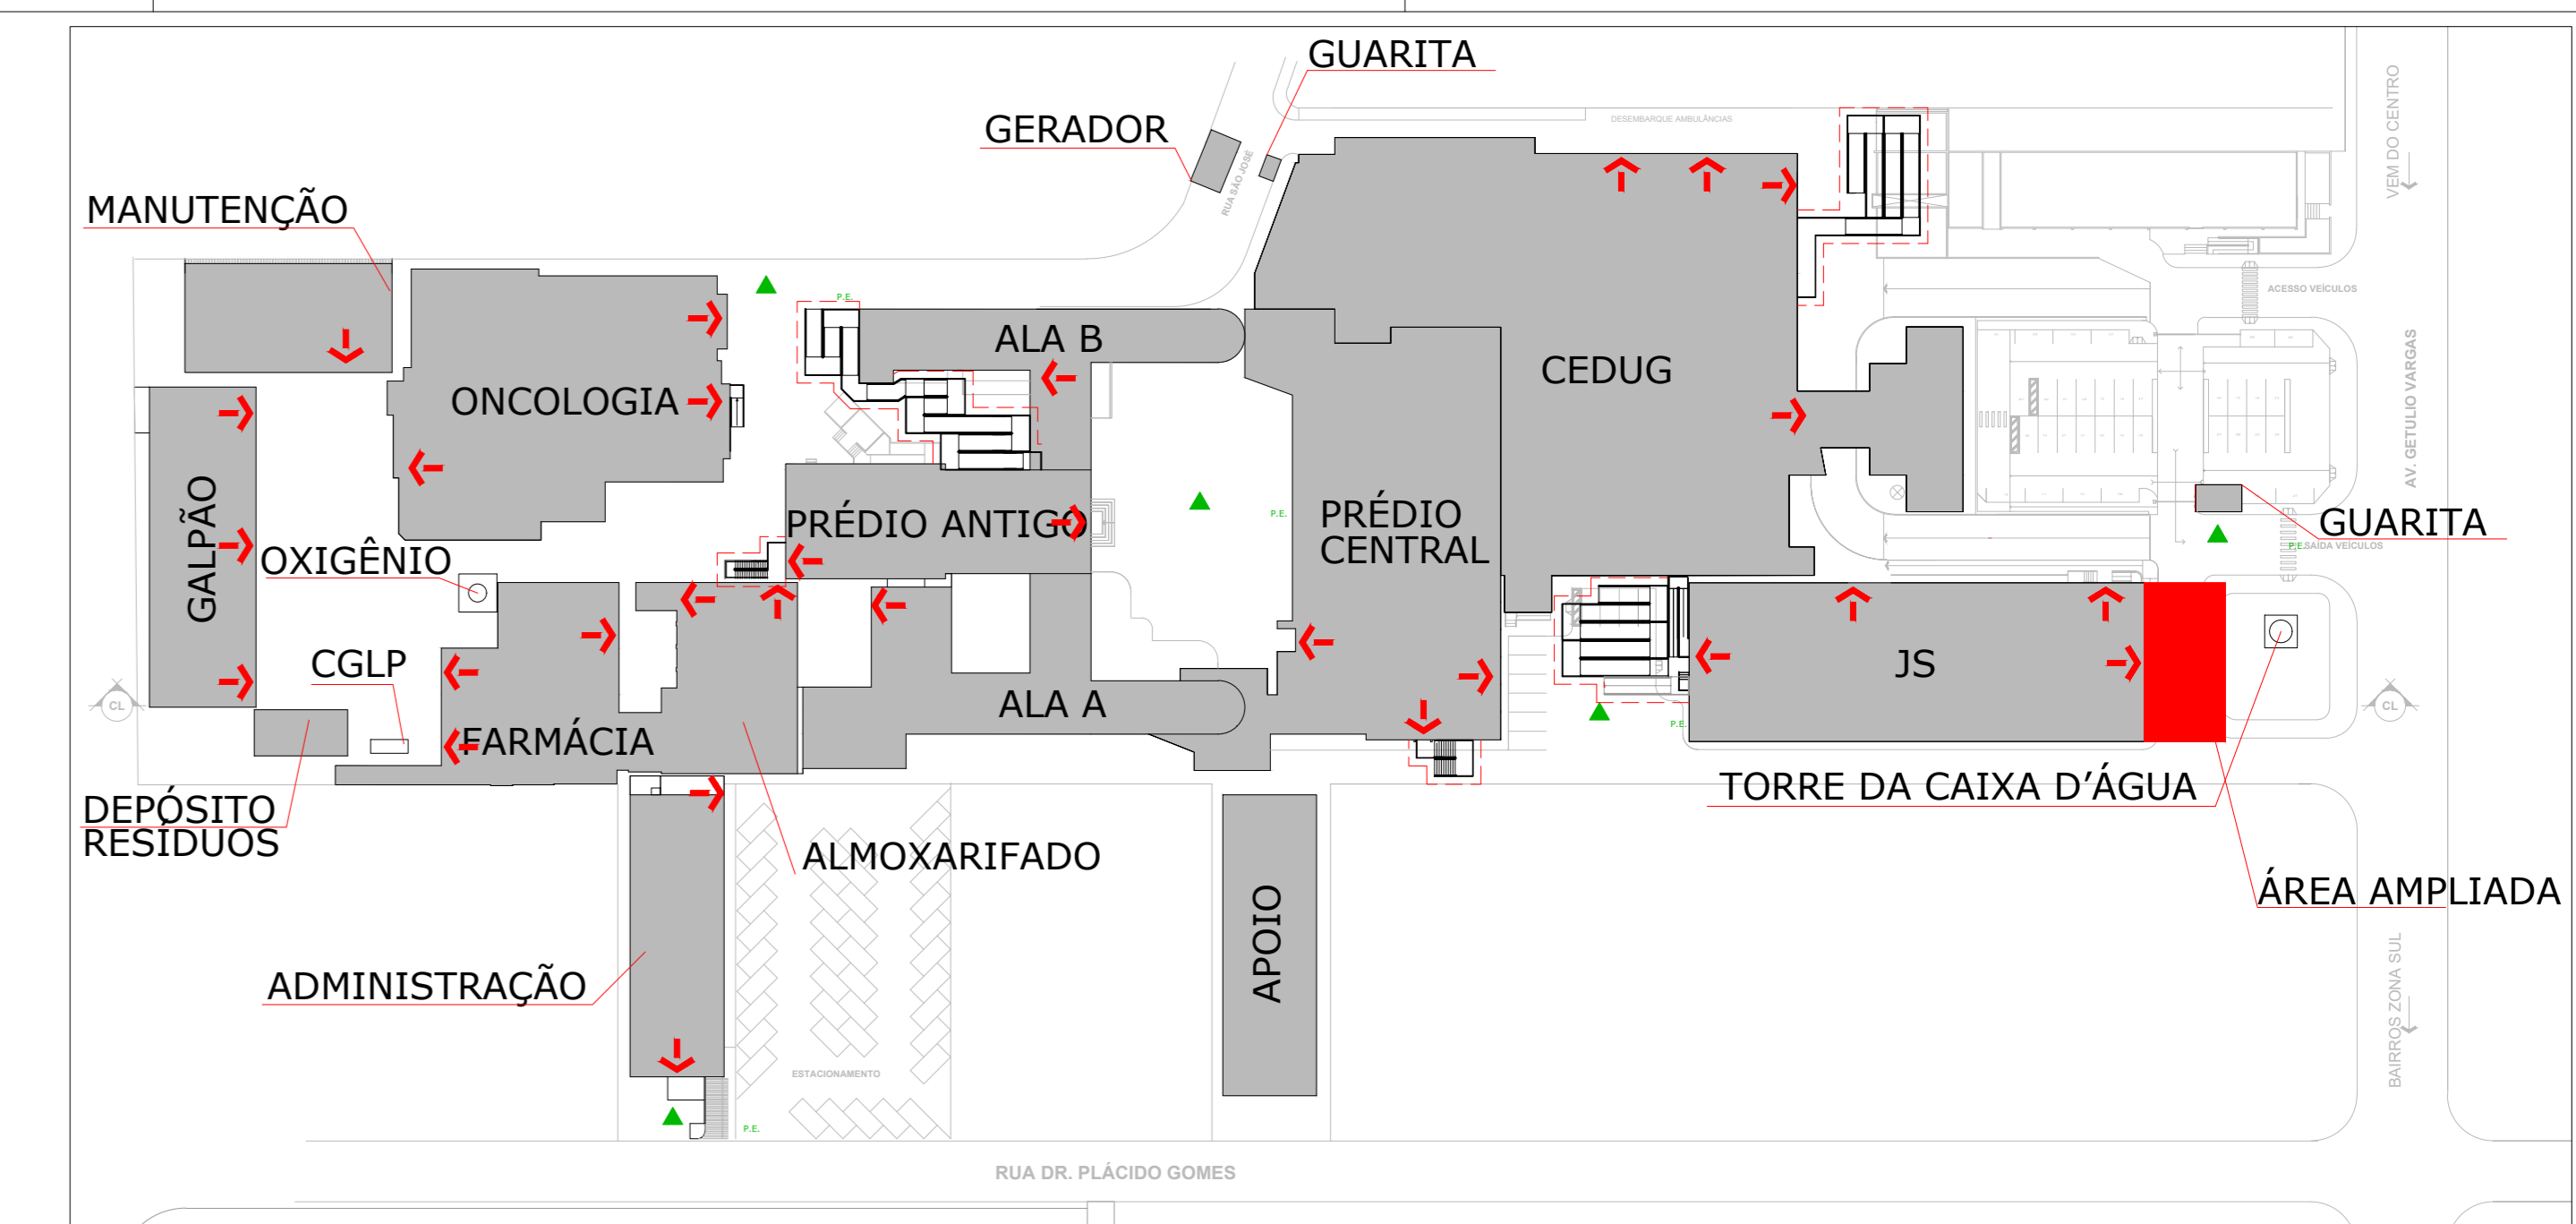 GUARITA
GERADOR
DESEMBARQUE AMBULÂNCIAS
VEM DO CENTRO
RUA SÃO JOSÉ
MANUTENÇÃO
ACESSO VEÍCULOS
P.E.
ALA B
CEDUG
ONCOLOGIA
AV. GETULIO VARGAS
GALPÃO
PRÉDIO ANTIGO
P.E.
PRÉDIO
CENTRAL
GUARITA
P.E.
SAÍDA VEÍCULOS
OXIGÊNIO
CGLP
JS
CL
ALA A
CL
P.E.
FARMÁCIA
TORRE DA CAIXA D'ÁGUA
DEPÓSITO
RESÍDUOS
ALMOXARIFADO
ÁREA AMPLIADA
APOIO
ADMINISTRAÇÃO
BAIRROS ZONA SUL
ESTACIONAMENTO
P.E.
RUA DR. PLÁCIDO GOMES